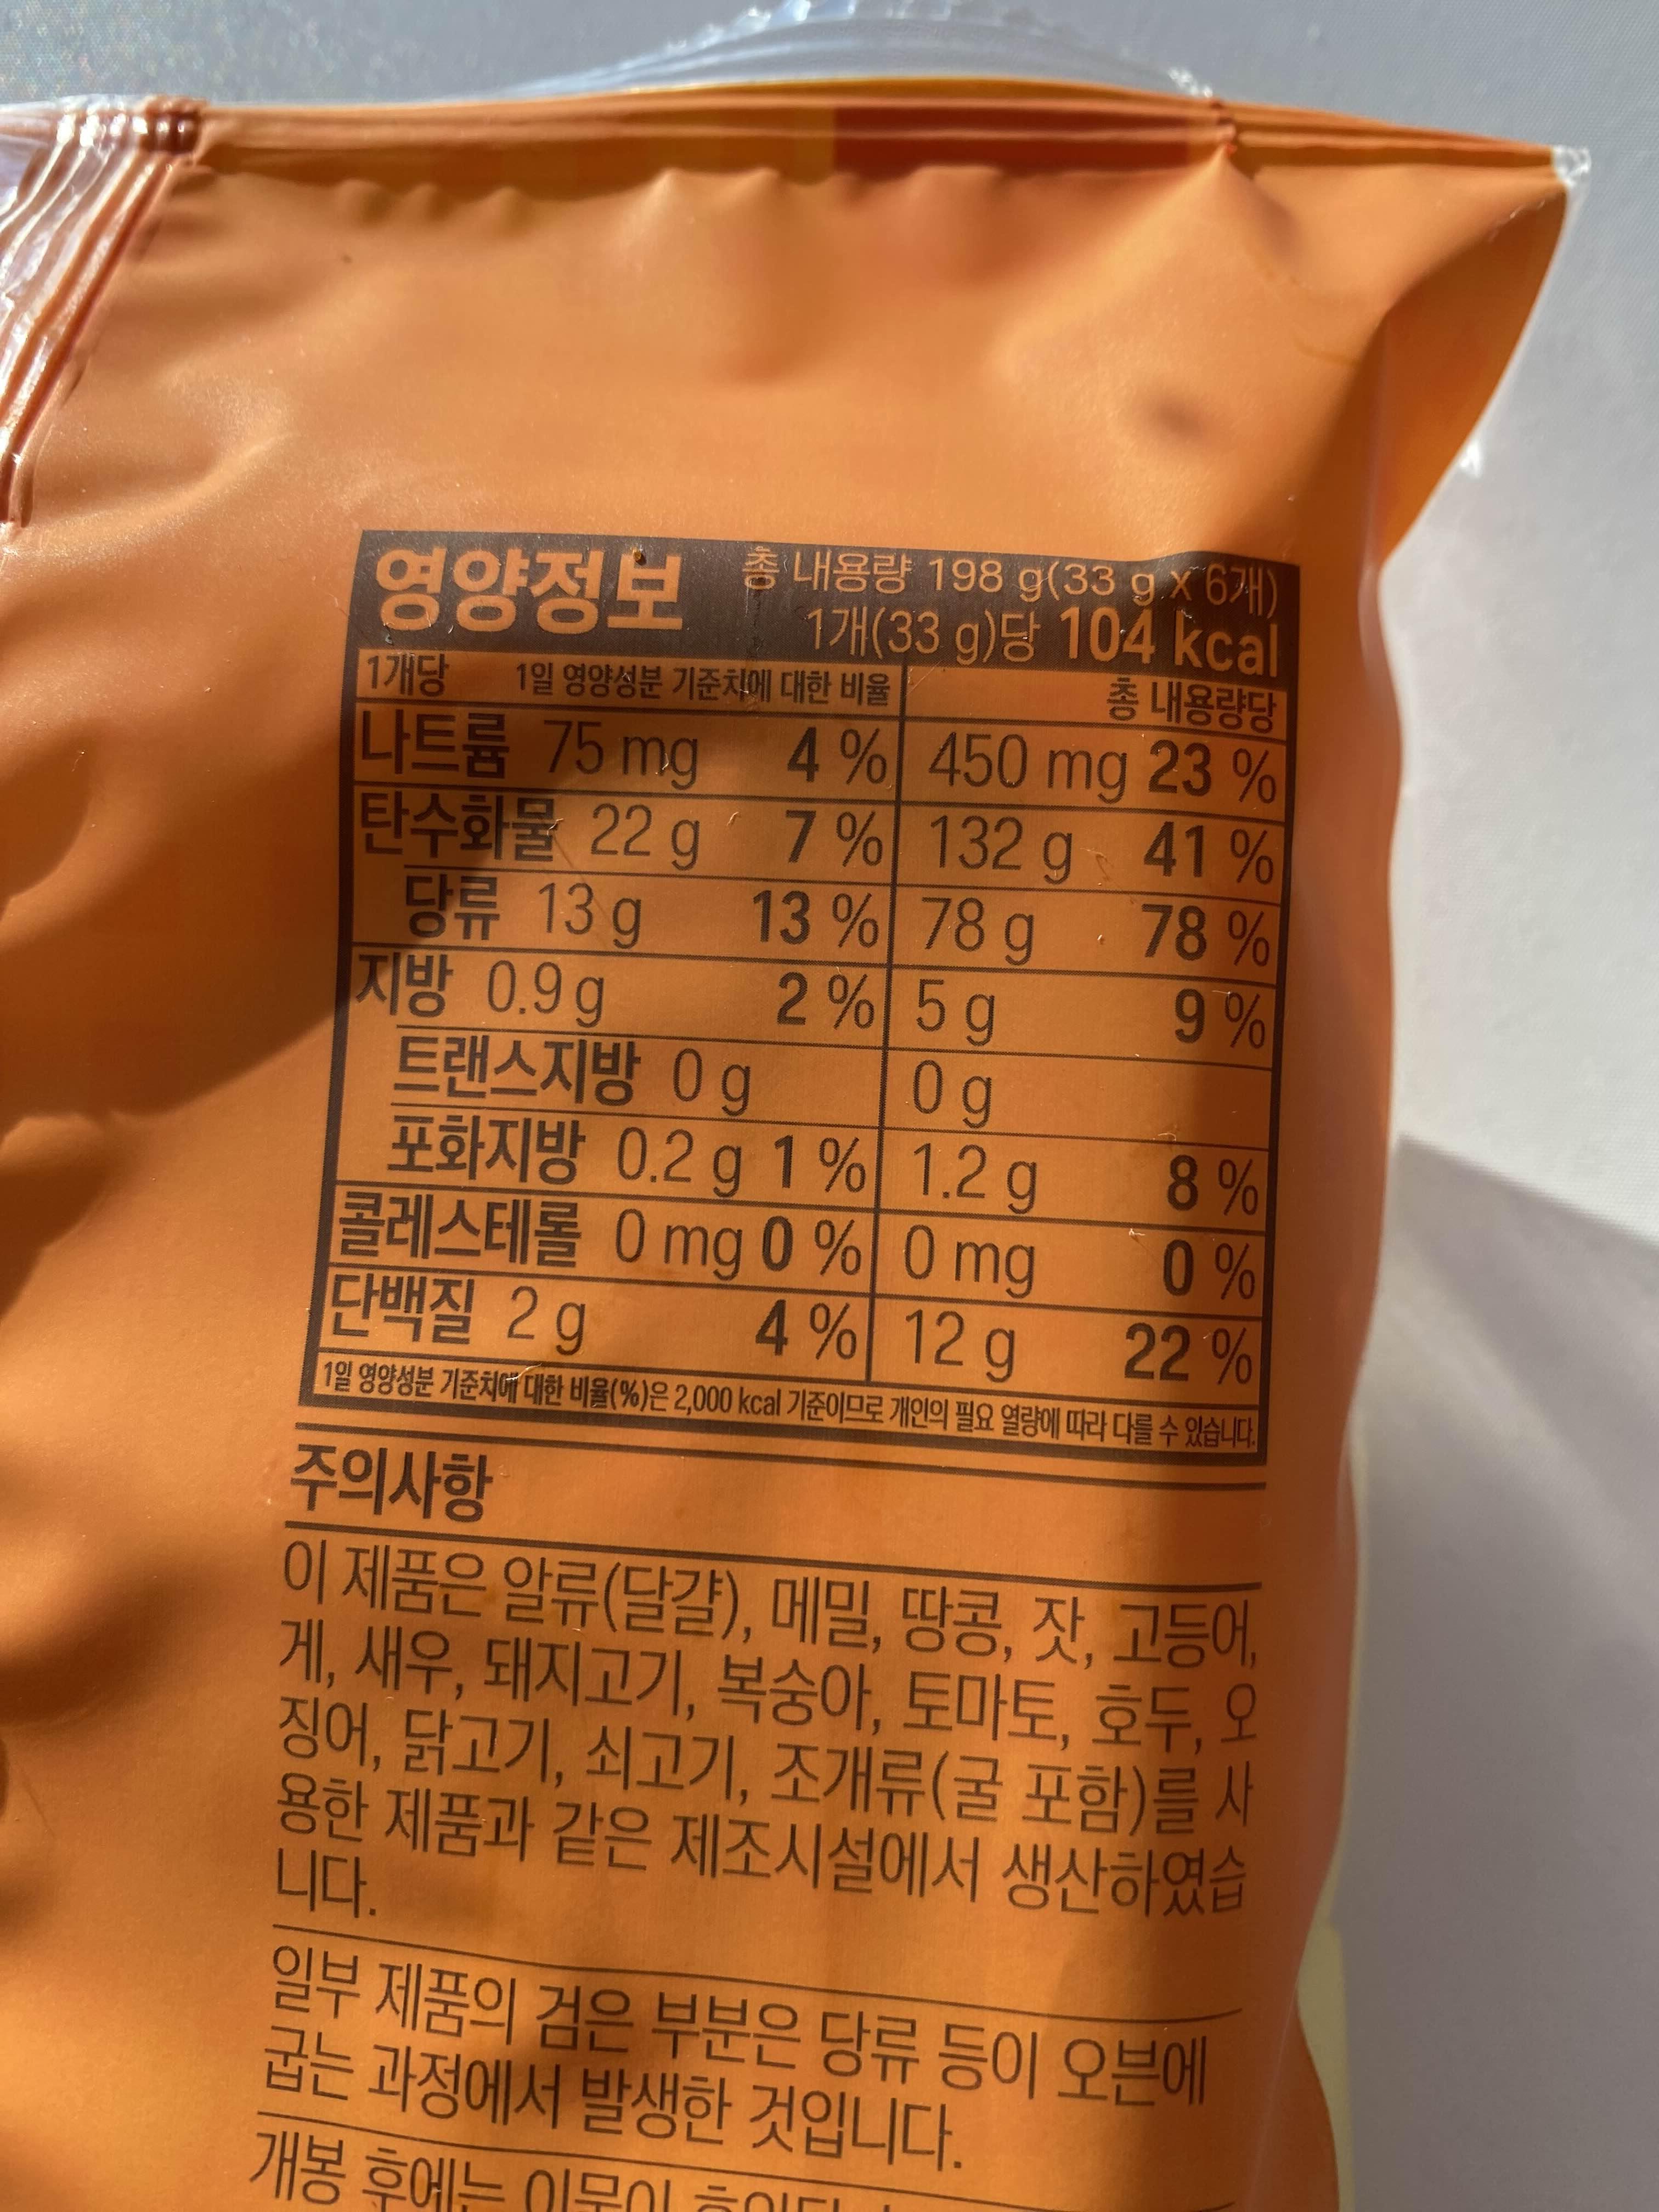 영양정보 총 내용량 198 g(33 g x 6개)
1개(33 g)당 104 kcal
1개당 1일 영양성분 기준치에 대한 비율 총 내용량당
나트륨 75 mg 4 % 450 mg 23 %
탄수화물 22 g 7 % 132 g 41 %
당류 13 g 13 % 78 g 78 %
지방 0.9 g 2 % 5 g 9 %
트랜스지방 0 g 0 g
포화지방 0.2 g 1 % 1.2 g 8 %
콜레스테롤 0 mg 0 % 0 mg 0 %
단백질 2 g 4 % 12 g 22 %
1일 영양성분 기준치에 대한 비율(%)은 2,000 kcal 기준이므로 개인의 필요 열량에 따라 다를 수 있습니다.
주의사항
이 제품은 알류(달걀), 메밀, 땅콩, 잣, 고등어,
게, 새우, 돼지고기, 복숭아, 토마토, 호두, 오
징어, 닭고기, 쇠고기, 조개류(굴 포함)를 사
용한 제품과 같은 제조시설에서 생산하였습
니다.
일부 제품의 검은 부분은 당류 등이 오븐에
굽는 과정에서 발생한 것입니다.
개봉 후에는 이물이